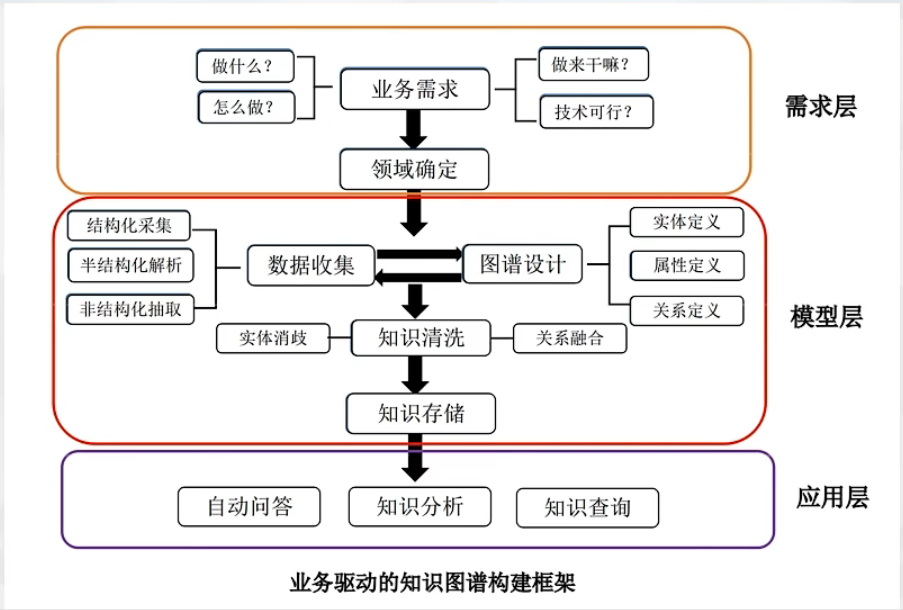 做什么？
做来干嘛？
业务需求
怎么做？
技术可行？
需求层
领域确定
结构化采集
实体定义
半结构化解析
数据收集
图谱设计
属性定义
非结构化抽取
关系定义
模型层
实体消歧
知识清洗
关系融合
知识存储
应用层
自动问答
知识分析
知识查询
业务驱动的知识图谱构建框架